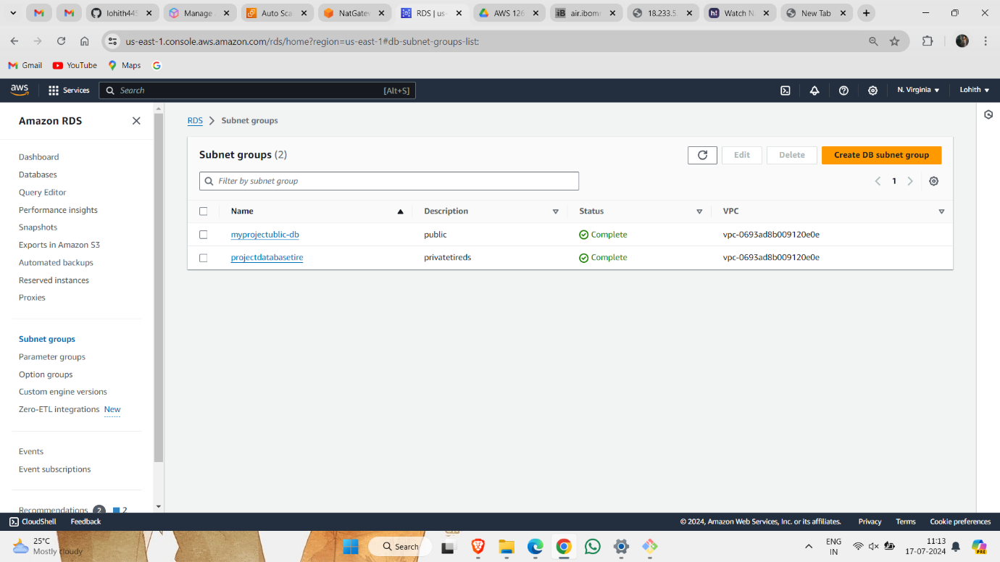 lohith445
Manage
Auto Sca
NatGatew
RDS | us-
AWS 126
air.ibomm
18.233.5.
Watch N
New Tab
us-east-1.console.aws.amazon.com/rds/home?region=us-east-1#db-subnet-groups-list:
Gmail YouTube Maps
aws Services Search [Alt+S] N. Virginia Lohith
Amazon RDS
Dashboard
Databases
Query Editor
Performance insights
Snapshots
Exports in Amazon S3
Automated backups
Reserved instances
Proxies
Subnet groups
Parameter groups
Option groups
Custom engine versions
Zero-ETL integrations New
Events
Event subscriptions
Recommendations 2 2
RDS Subnet groups
Subnet groups (2) Edit Delete Create DB subnet group
Filter by subnet group 1
Name Description Status VPC
myprojectublic-db public Complete vpc-0693ad8b009120e0e
projectdatabasetire privatetireds Complete vpc-0693ad8b009120e0e
CloudShell Feedback © 2024, Amazon Web Services, Inc. or its affiliates. Privacy Terms Cookie preferences
25°C
Mostly cloudy
Search
ENG
IN
11:13
17-07-2024
PRE